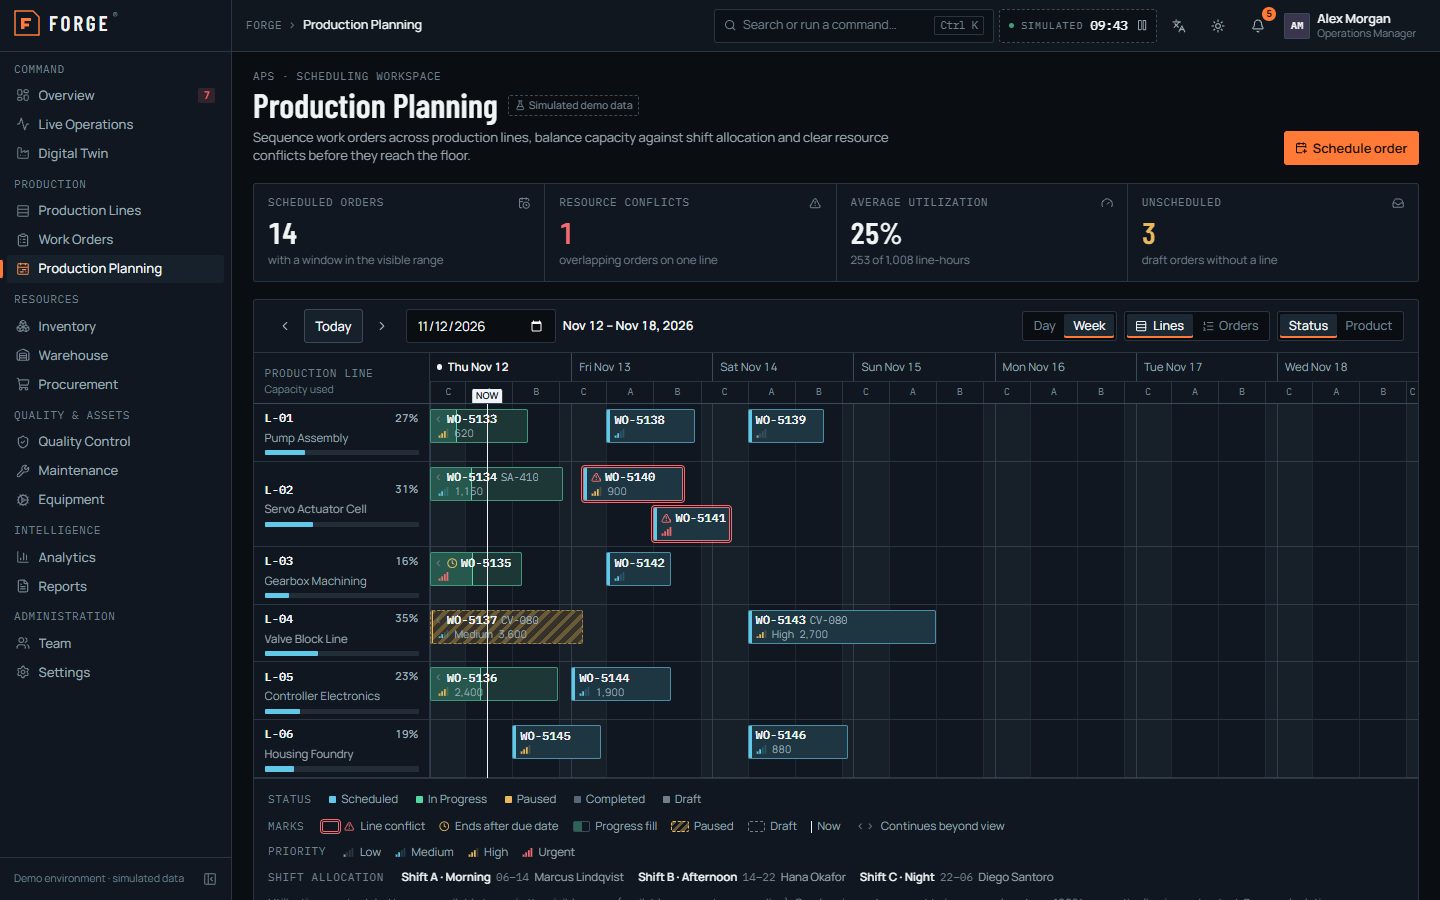 FORGE
FORGE › Production Planning
Search or run a command... Ctrl K
SIMULATED 09:43
5
AM
Alex Morgan
Operations Manager
COMMAND
Overview 7
Live Operations
Digital Twin
PRODUCTION
Production Lines
Work Orders
Production Planning
RESOURCES
Inventory
Warehouse
Procurement
QUALITY & ASSETS
Quality Control
Maintenance
Equipment
INTELLIGENCE
Analytics
Reports
ADMINISTRATION
Team
Settings
Demo environment · simulated data
APS - SCHEDULING WORKSPACE
Production Planning Simulated demo data
Sequence work orders across production lines, balance capacity against shift allocation and clear resource
conflicts before they reach the floor.
Schedule order
SCHEDULED ORDERS
14
with a window in the visible range
RESOURCE CONFLICTS
1
overlapping orders on one line
AVERAGE UTILIZATION
25%
253 of 1,008 line-hours
UNSCHEDULED
3
draft orders without a line
Today 11/12/2026 Nov 12 – Nov 18, 2026 Day Week Lines Orders Status Product
PRODUCTION LINE
Capacity used
Thu Nov 12 Fri Nov 13 Sat Nov 14 Sun Nov 15 Mon Nov 16 Tue Nov 17 Wed Nov 18
C B C A B C A B C A B C A B C A B C A B C
NOW
L-01 27%
Pump Assembly
WO-5133
620
WO-5138
WO-5139
L-02 31%
Servo Actuator Cell
WO-5134 SA-410
1,150
WO-5140
900
WO-5141
L-03 16%
Gearbox Machining
WO-5135
WO-5142
L-04 35%
Valve Block Line
WO-5137 CV-080
Medium 3,600
WO-5143 CV-080
High 2,700
L-05 23%
Controller Electronics
WO-5136
2,400
WO-5144
1,900
L-06 19%
Housing Foundry
WO-5145
WO-5146
880
STATUS Scheduled In Progress Paused Completed Draft
MARKS Line conflict Ends after due date Progress fill Paused Draft Now Continues beyond view
PRIORITY Low Medium High Urgent
SHIFT ALLOCATION Shift A · Morning 06–14 Marcus Lindqvist Shift B · Afternoon 14–22 Hana Okafor Shift C · Night 22–06 Diego Santoro